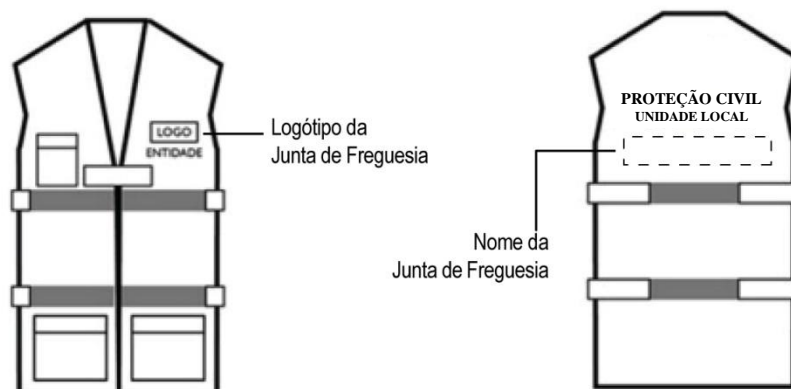 LOGO
ENTIDADE
Logótipo da
Junta de Freguesia
PROTEÇÃO CIVIL
UNIDADE LOCAL
Nome da
Junta de Freguesia